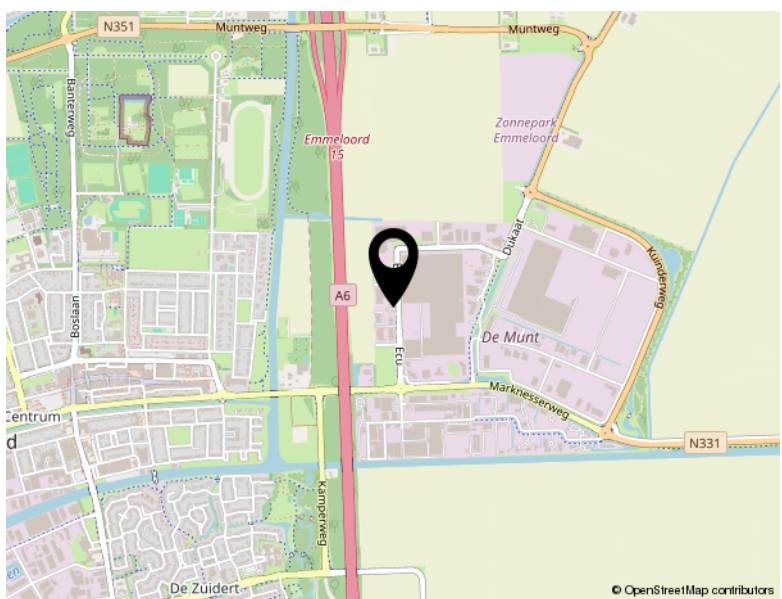 N351
Muntweg
Muntweg
Banterweg
Emmeloord
15
Zonnepark
Emmeloord
Dukaat
Kuinderweg
A6
Boslaan
Ecu
De Munt
Marknesserweg
Centrum
d
N331
Kamperweg
De Zuidert
© OpenStreetMap contributors